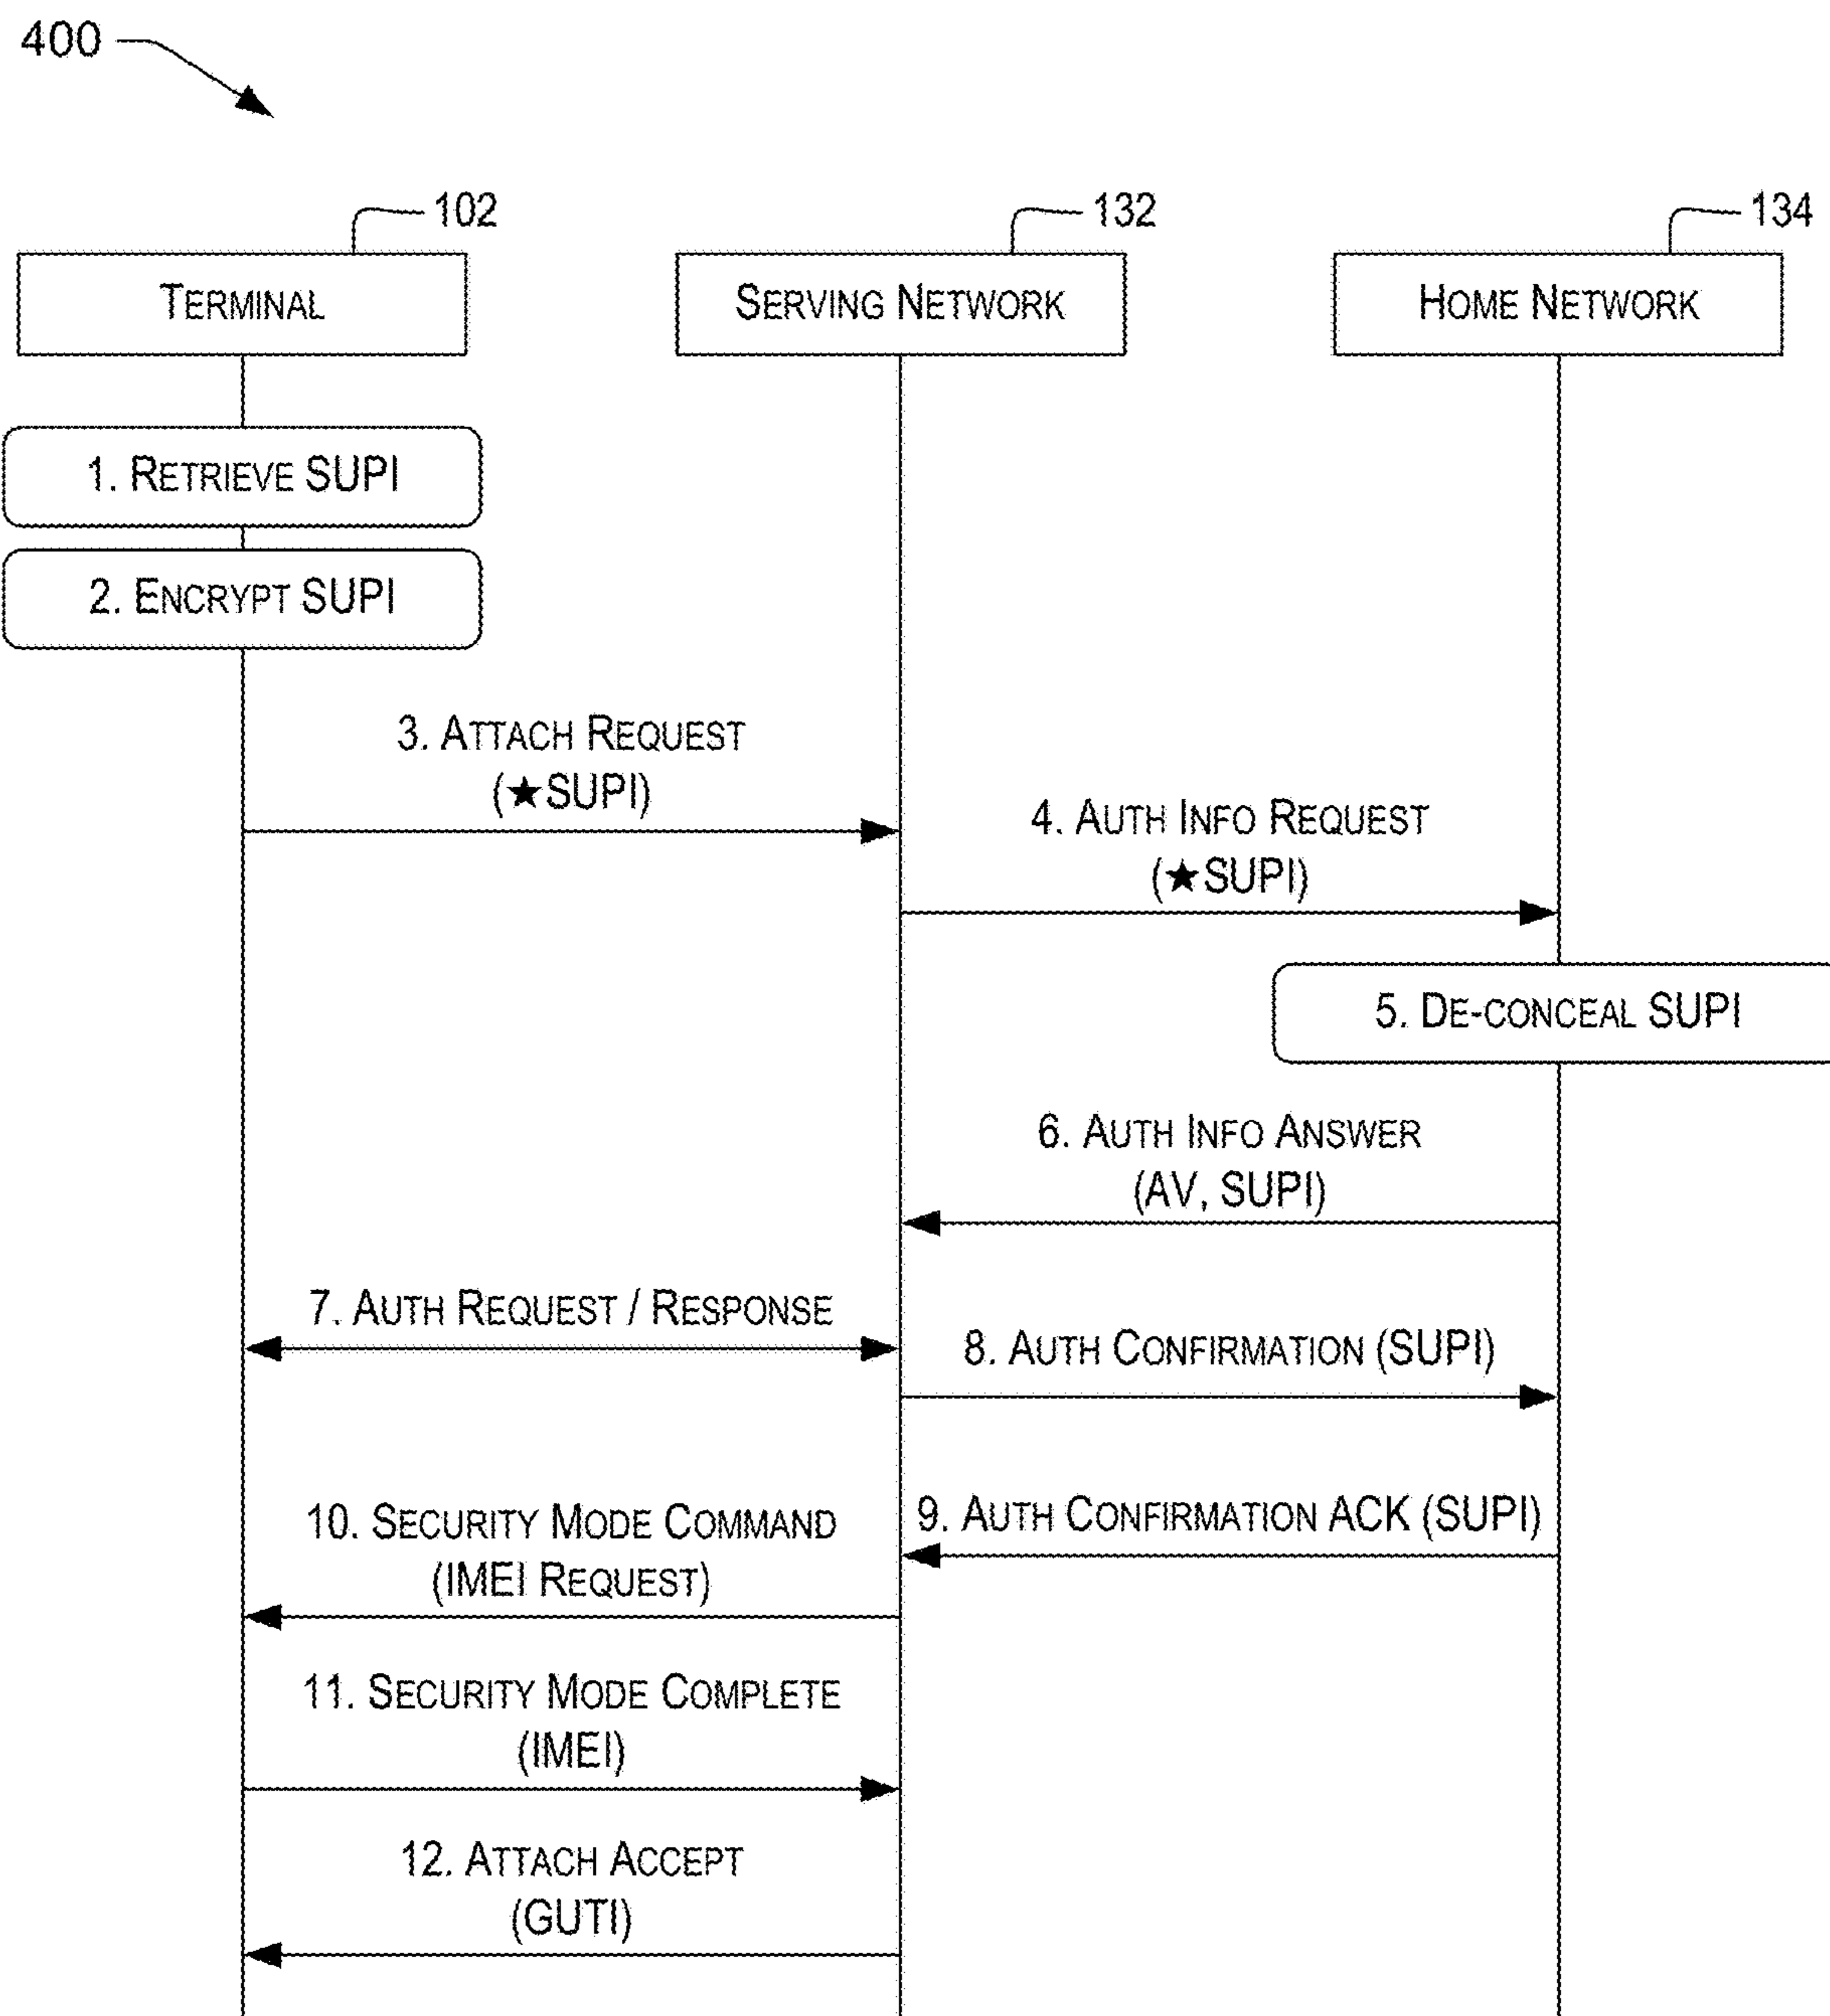 400
102
132
134
TERMINAL
SERVING NETWORK
HOME NETWORK
1. RETRIEVE SUPI
2. ENCRYPT SUPI
3. ATTACH REQUEST
(★SUPI)
4. AUTH INFO REQUEST
(★SUPI)
5. DE-CONCEAL SUPI
6. AUTH INFO ANSWER
(AV, SUPI)
7. AUTH REQUEST / RESPONSE
8. AUTH CONFIRMATION (SUPI)
9. AUTH CONFIRMATION ACK (SUPI)
10. SECURITY MODE COMMAND
(IMEI REQUEST)
11. SECURITY MODE COMPLETE
(IMEI)
12. ATTACH ACCEPT
(GUTI)